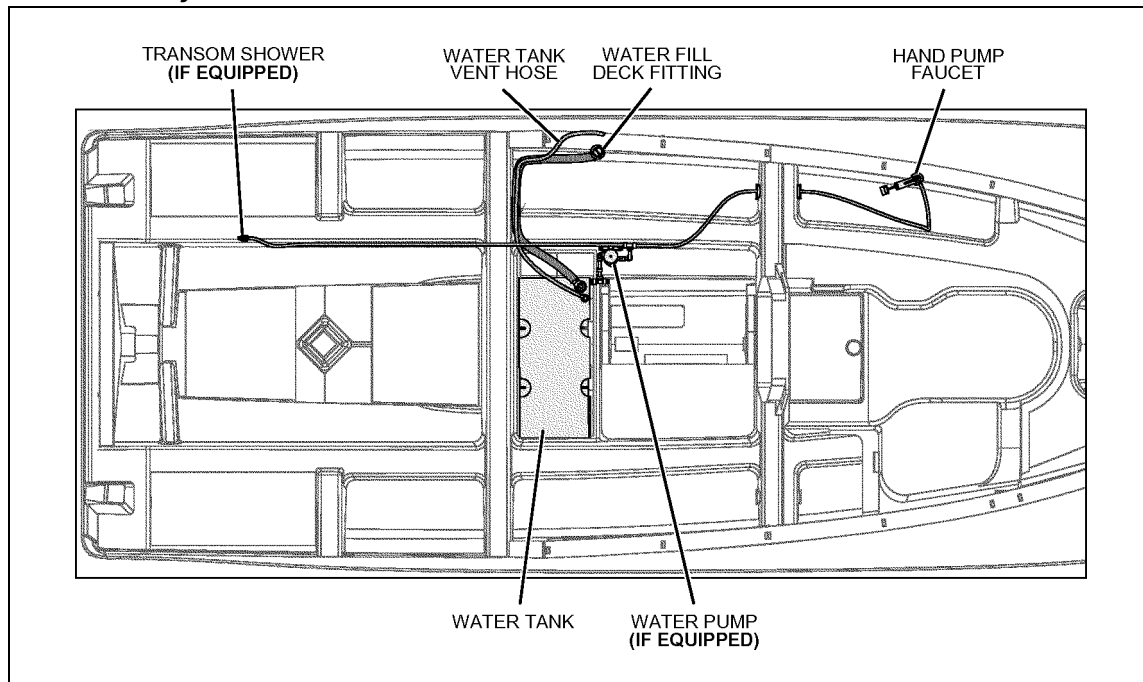 TRANSOM SHOWER
(IF EQUIPPED)
WATER TANK
VENT HOSE
WATER FILL
DECK FITTING
HAND PUMP
FAUCET
WATER TANK
WATER PUMP
(IF EQUIPPED)